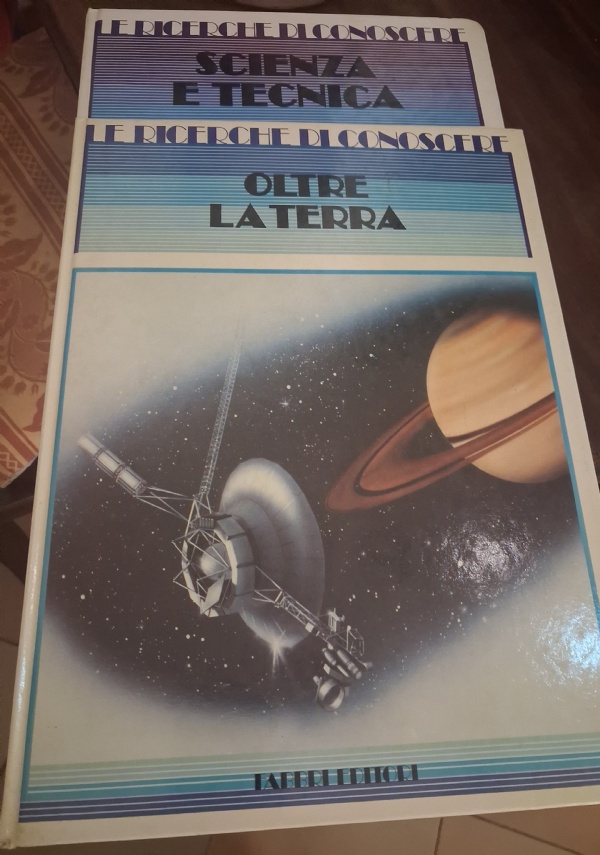 LE RICERCHE DI CONOSCERE
SCIENZA
E TECNICA
LE RICERCHE DI CONOSCERE
OLTRE
LA TERRA
FABBRI EDITORI